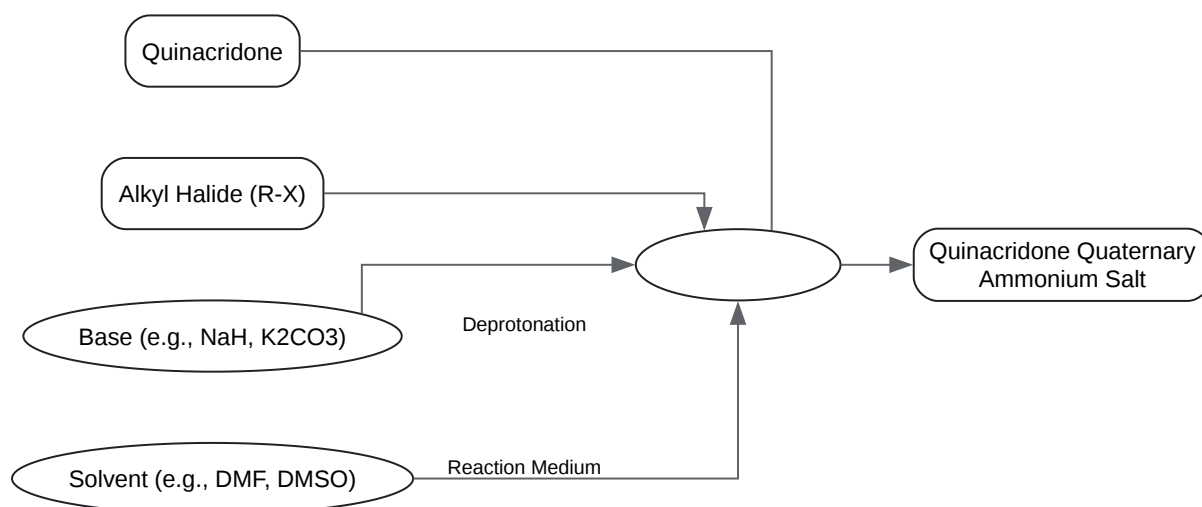 Quinacridone
Alkyl Halide (R-X)
Quinacridone Quaternary
Ammonium Salt
Base (e.g., NaH, K2CO3)
Deprotonation
Solvent (e.g., DMF, DMSO)
Reaction Medium